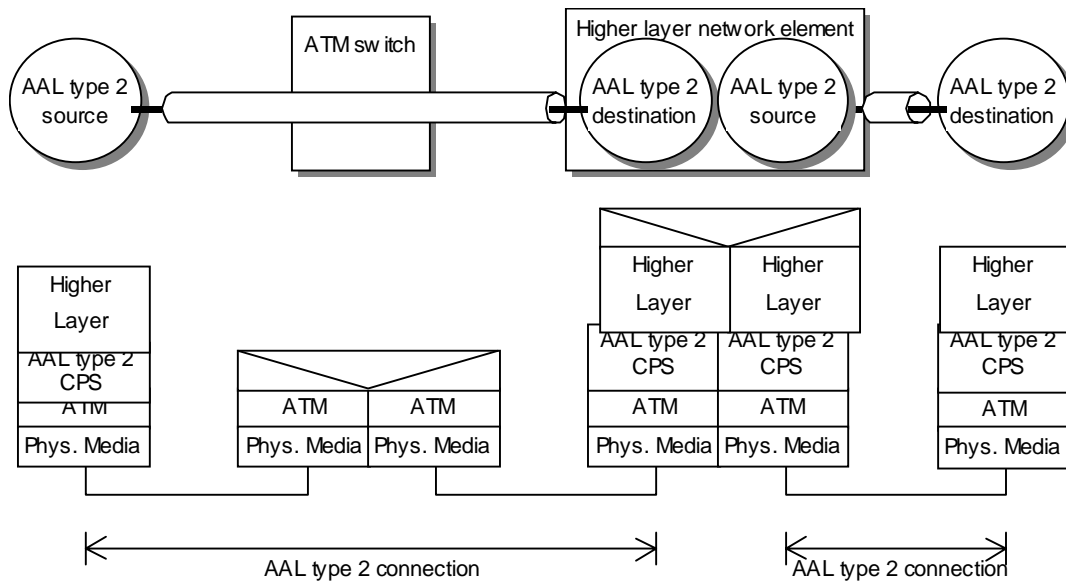 ATM switch
Higher layer network element
AAL type 2
source
AAL type 2
destination
AAL type 2
source
AAL type 2
destination
Higher
Layer
AAL type 2
CPS
ATM
Phys. Media
ATM
ATM
Phys. Media
Phys. Media
Higher
Layer
Higher
Layer
AAL type 2
CPS
AAL type 2
CPS
ATM
ATM
Phys. Media
Phys. Media
Higher
Layer
AAL type 2
CPS
ATM
Phys. Media
AAL type 2 connection
AAL type 2 connection